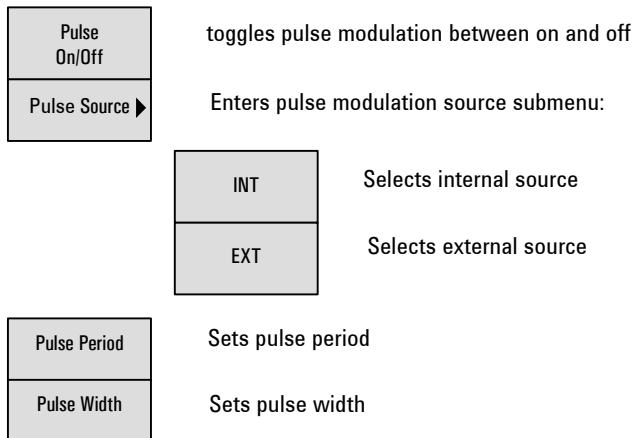 Pulse
On/Off
toggles pulse modulation between on and off
Pulse Source
Enters pulse modulation source submenu:
INT
Selects internal source
EXT
Selects external source
Pulse Period
Sets pulse period
Pulse Width
Sets pulse width